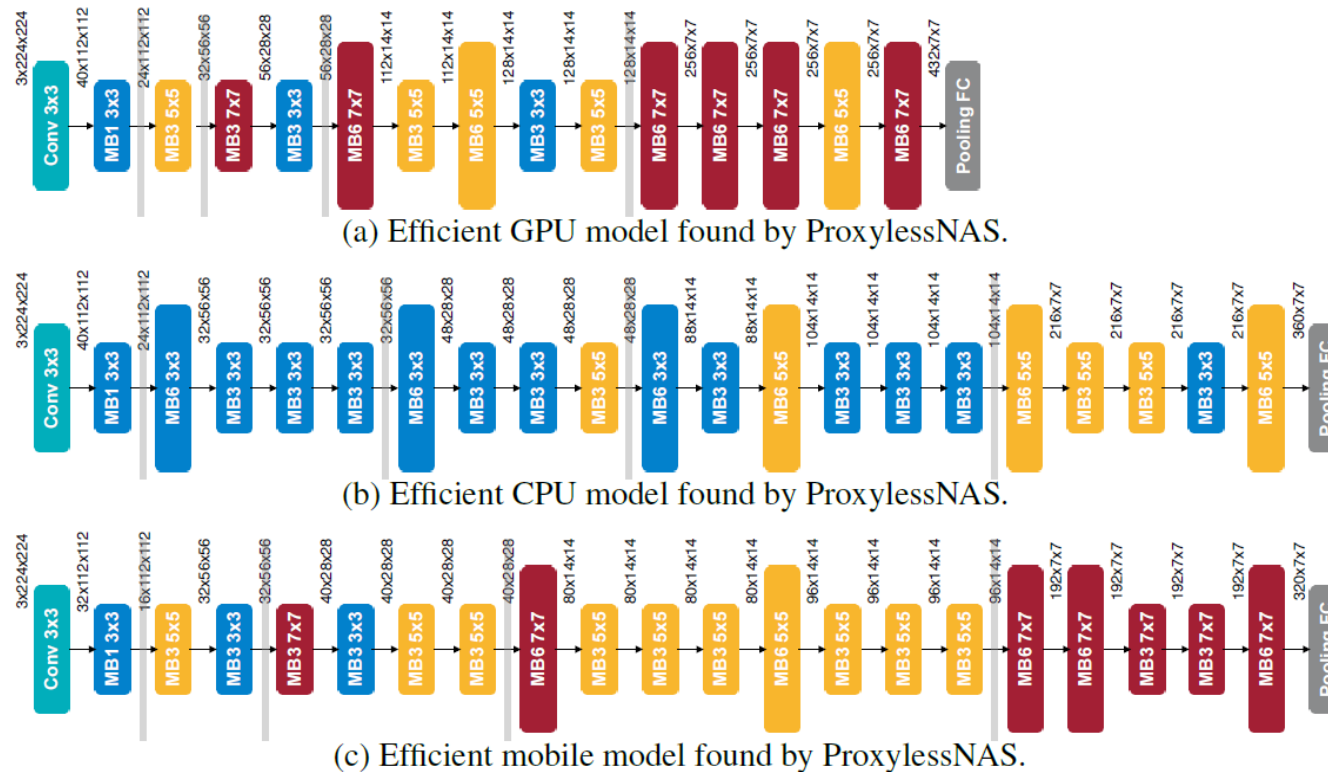 3x224x224
Conv 3x3
40x112x112
MB1 3x3
24x112x112
MB3 5x5
32x56x56
MB3 7x7
56x28x28
MB3 3x3
56x28x28
MB6 7x7
112x14x14
MB3 5x5
112x14x14
MB6 5x5
128x14x14
MB3 3x3
128x14x14
MB3 5x5
128x14x14
MB6 7x7
256x7x7
MB6 7x7
256x7x7
MB6 7x7
256x7x7
MB6 5x5
256x7x7
MB6 7x7
432x7x7
Pooling FC
(a) Efficient GPU model found by ProxylessNAS.
3x224x224
Conv 3x3
40x112x112
MB1 3x3
24x112x112
MB6 3x3
32x56x56
MB3 3x3
32x56x56
MB3 3x3
32x56x56
MB3 3x3
32x56x56
MB6 3x3
48x28x28
MB3 3x3
48x28x28
MB3 3x3
48x28x28
MB3 5x5
48x28x28
MB6 3x3
88x14x14
MB3 3x3
88x14x14
MB6 5x5
104x14x14
MB3 3x3
104x14x14
MB3 3x3
104x14x14
MB3 3x3
104x14x14
MB6 5x5
216x7x7
MB3 5x5
216x7x7
MB3 5x5
216x7x7
MB3 3x3
216x7x7
MB6 5x5
360x7x7
Pooling FC
(b) Efficient CPU model found by ProxylessNAS.
3x224x224
Conv 3x3
32x112x112
MB1 3x3
16x112x112
MB3 5x5
32x56x56
MB3 3x3
32x56x56
MB3 7x7
40x28x28
MB3 3x3
40x28x28
MB3 5x5
40x28x28
MB3 5x5
40x28x28
MB6 7x7
80x14x14
MB3 5x5
80x14x14
MB3 5x5
80x14x14
MB3 5x5
80x14x14
MB6 5x5
96x14x14
MB3 5x5
96x14x14
MB3 5x5
96x14x14
MB3 5x5
96x14x14
MB6 7x7
192x7x7
MB6 7x7
192x7x7
MB3 7x7
192x7x7
MB3 7x7
192x7x7
MB6 7x7
320x7x7
Pooling FC
(c) Efficient mobile model found by ProxylessNAS.